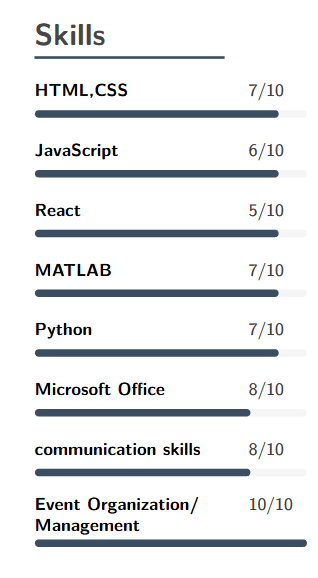 Skills
HTML,CSS 7/10
JavaScript 6/10
React 5/10
MATLAB 7/10
Python 7/10
Microsoft Office 8/10
communication skills 8/10
Event Organization/ 10/10
Management